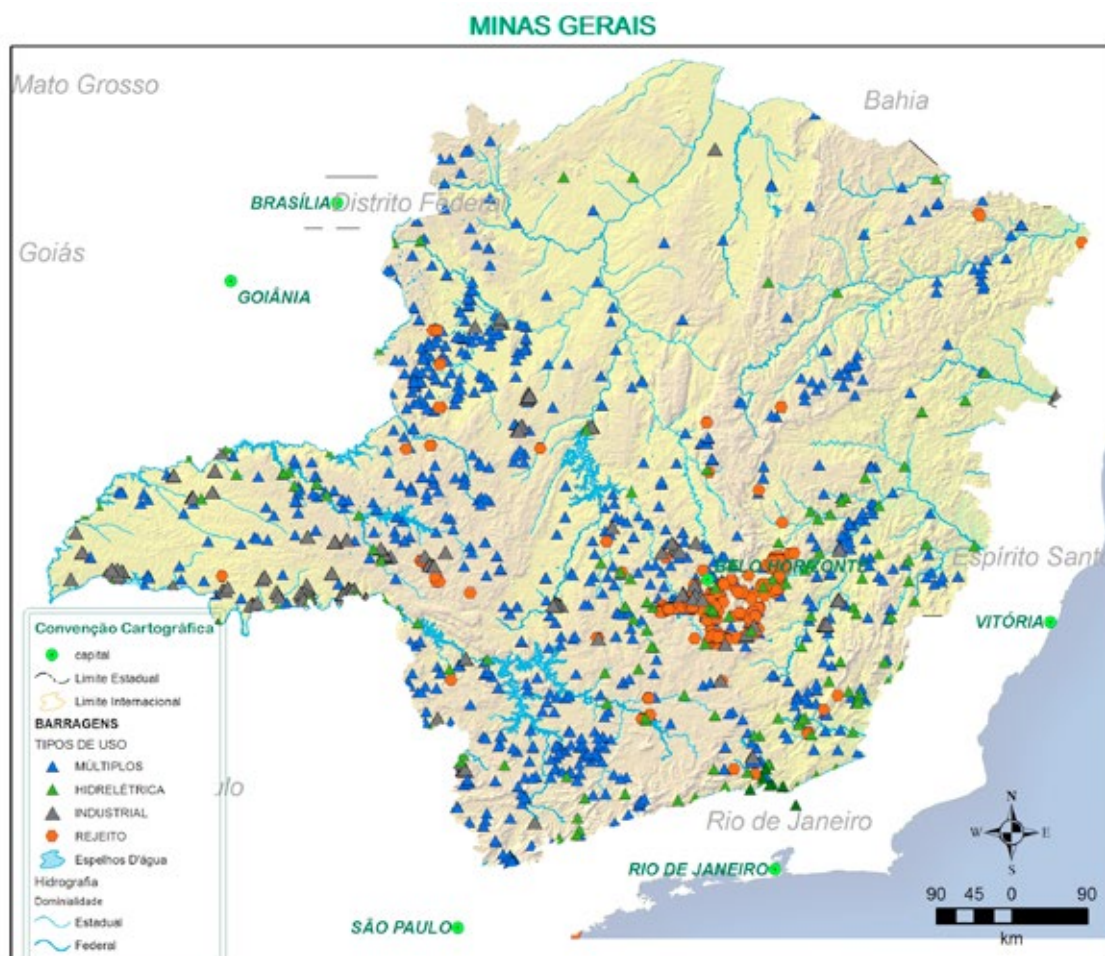 MINAS GERAIS
Mato Grosso
Bahia
BRASÍLIA
Distrito Federal
Goiás
GOIÂNIA
BELO HORIZONTE
Espírito Santo
VITÓRIA
Convenção Cartográfica
capital
Limite Estadual
Limite Internacional
BARRAGENS
TIPOS DE USO
MÚLTIPLOS
HIDRELÉTRICA
INDUSTRIAL
REJEITO
Espelhos D'água
Hidrografia
Dominialidade
Estadual
Federal
ulo
Rio de Janeiro
RIO DE JANEIRO
SÃO PAULO
N
W E
S
90 45 0 90
km